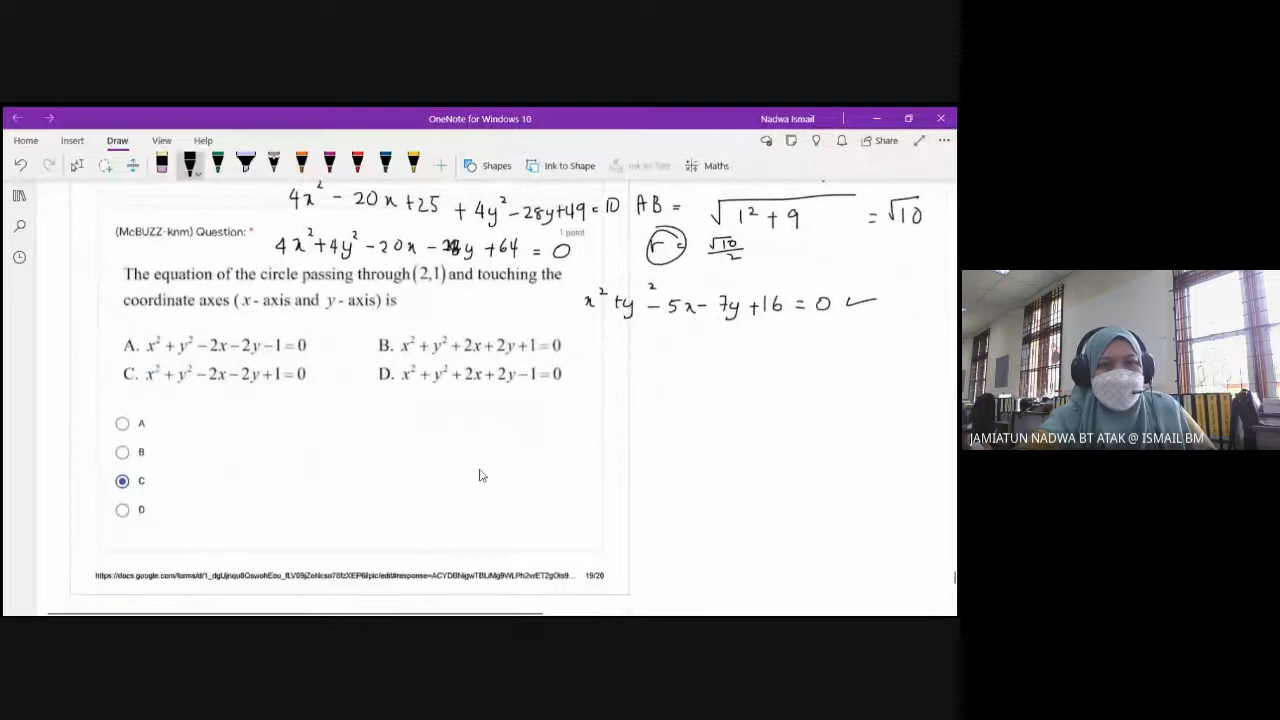 OneNote for Windows 10
Nadwa Ismail
Home Insert Draw View Help
Share
Shapes Ink to Shape Ink to Text Maths
4x² - 20x + 25 + 4y² - 28y + 49 = 10
AB = √1² + 9 = √10
(McBUZZ-knm) Question: *
1 point
4x² + 4y² - 20x - 28y + 64 = 0
r = √10/2
The equation of the circle passing through (2,1) and touching the
coordinate axes ( x - axis and y - axis) is
x² + y² - 5x - 7y + 16 = 0 ✓
A. x² + y² − 2x − 2y − 1 = 0
B. x² + y² + 2x + 2y + 1 = 0
C. x² + y² − 2x − 2y + 1 = 0
D. x² + y² + 2x + 2y − 1 = 0
A
B
C
D
19/20
JAMIATUN NADWA BT ATAK @ ISMAIL BM